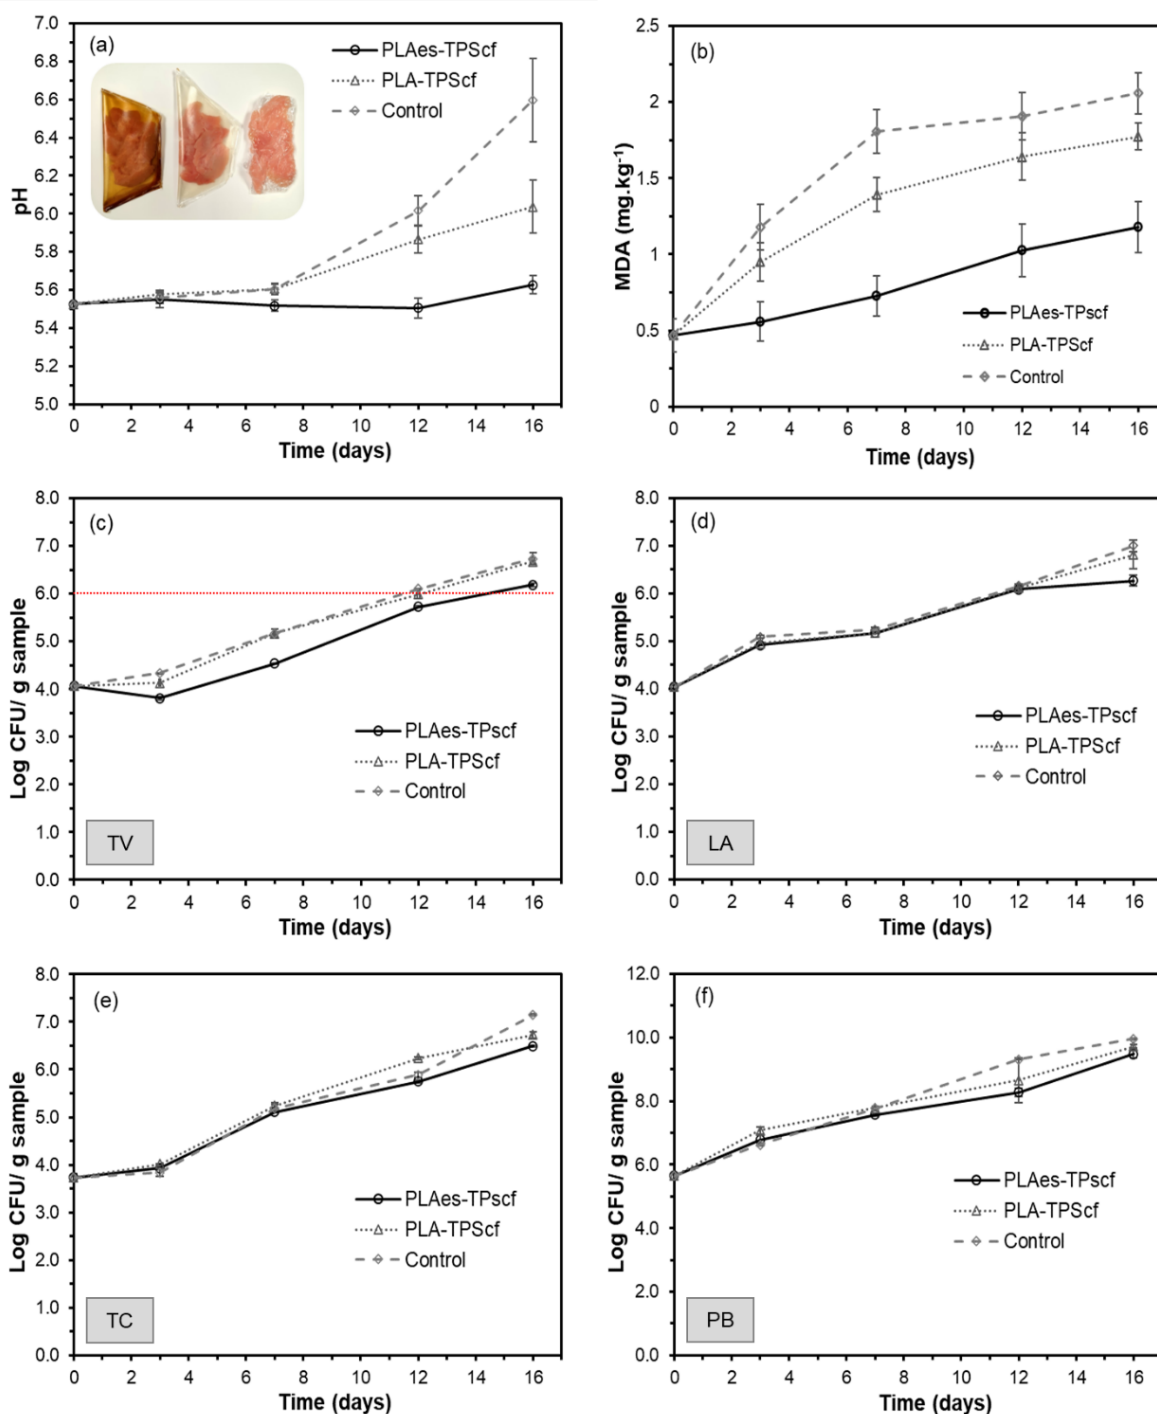 (a)
7.0
6.8
6.6
6.4
6.2
6.0
5.8
5.6
5.4
5.2
5.0
pH
PLAes-TPScf
PLA-TPScf
Control
0 2 4 6 8 10 12 14 16
Time (days)
(b)
2.5
2
1.5
1
0.5
0
MDA (mg.kg-1)
PLAes-TPscf
PLA-TPScf
Control
0 2 4 6 8 10 12 14 16
Time (days)
(c)
8.0
7.0
6.0
5.0
4.0
3.0
2.0
1.0
0.0
Log CFU/ g sample
PLAes-TPscf
PLA-TPScf
Control
TV
0 2 4 6 8 10 12 14 16
Time (days)
(d)
8.0
7.0
6.0
5.0
4.0
3.0
2.0
1.0
0.0
Log CFU/ g sample
PLAes-TPscf
PLA-TPScf
Control
LA
0 2 4 6 8 10 12 14 16
Time (days)
(e)
8.0
7.0
6.0
5.0
4.0
3.0
2.0
1.0
0.0
Log CFU/ g sample
PLAes-TPscf
PLA-TPScf
Control
TC
0 2 4 6 8 10 12 14 16
Time (days)
(f)
12.0
10.0
8.0
6.0
4.0
2.0
0.0
Log CFU/ g sample
PLAes-TPscf
PLA-TPScf
Control
PB
0 2 4 6 8 10 12 14 16
Time (days)